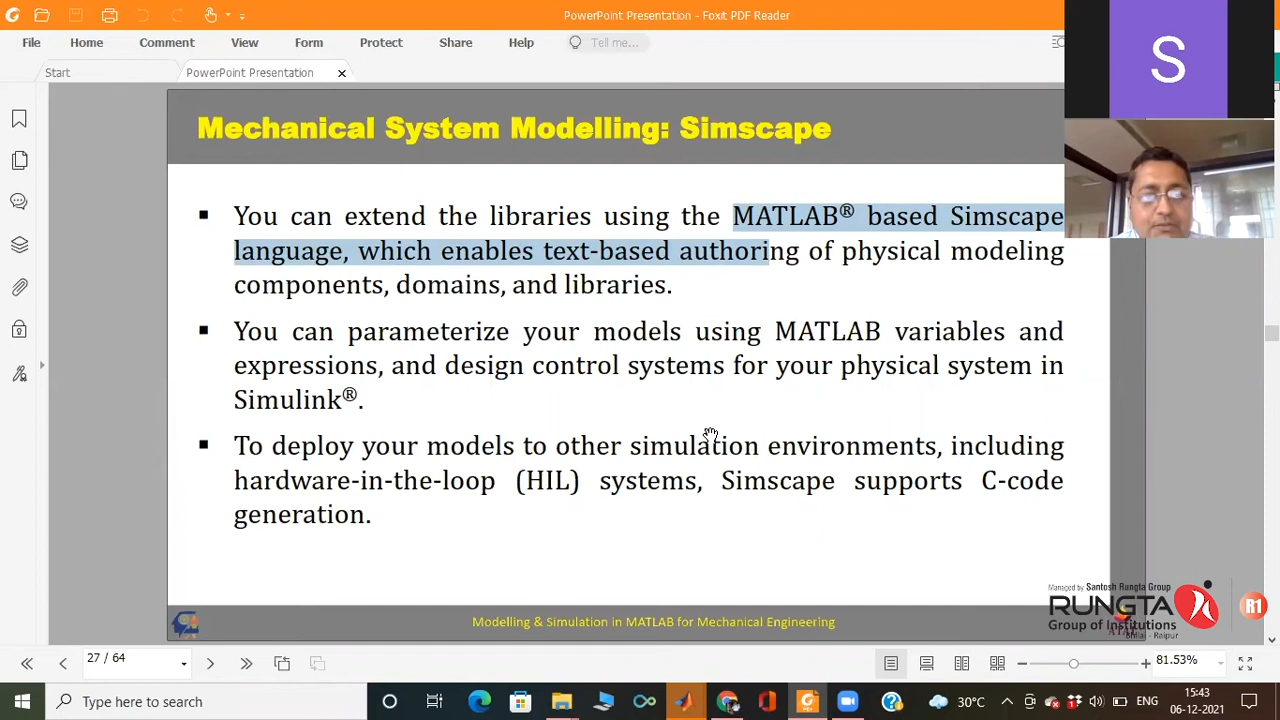 PowerPoint Presentation - Foxit PDF Reader
File Home Comment View Form Protect Share Help Tell me...
Start PowerPoint Presentation
S
Mechanical System Modelling: Simscape
▪ You can extend the libraries using the MATLAB® based Simscape
language, which enables text-based authoring of physical modeling
components, domains, and libraries.
▪ You can parameterize your models using MATLAB variables and
expressions, and design control systems for your physical system in
Simulink®.
▪ To deploy your models to other simulation environments, including
hardware-in-the-loop (HIL) systems, Simscape supports C-code
generation.
Managed by Santosh Rungta Group
RUNGTA
Group of Institutions
Bhilai - Raipur
R1
Modelling & Simulation in MATLAB for Mechanical Engineering
27 / 64
81.53%
Type here to search
30°C
ENG
15:43
06-12-2021